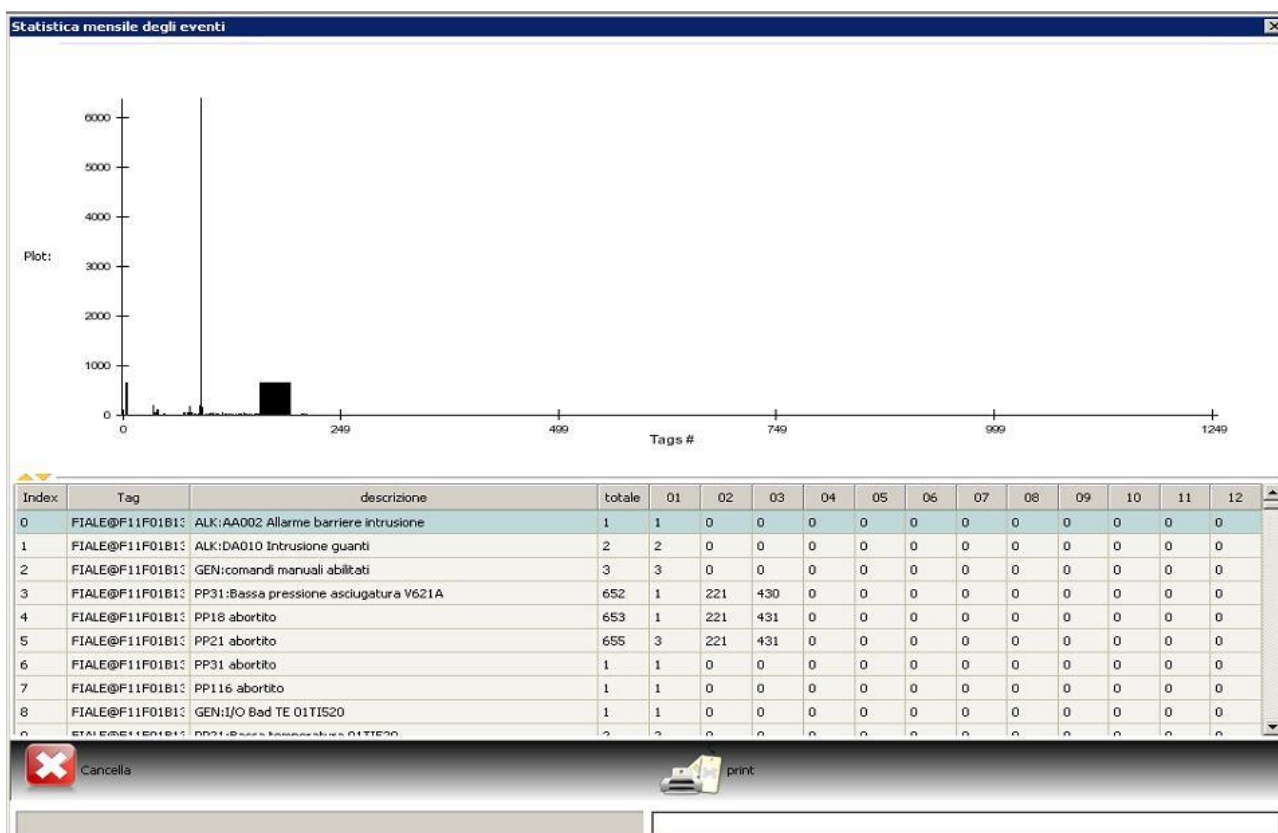 Statistica mensile degli eventi
6000
5000
4000
Plot:
3000
2000
1000
0
0 249 499 749 999 1249
Tags #
Index Tag descrizione totale 01 02 03 04 05 06 07 08 09 10 11 12
0 FIALE@F11F01B13 ALK:AA002 Allarme barriere intrusione 1 1 0 0 0 0 0 0 0 0 0 0 0
1 FIALE@F11F01B13 ALK:DA010 Intrusione guanti 2 2 0 0 0 0 0 0 0 0 0 0 0
2 FIALE@F11F01B13 GEN:comandi manuali abilitati 3 3 0 0 0 0 0 0 0 0 0 0 0
3 FIALE@F11F01B13 PP31:Bassa pressione asciugatura V621A 652 1 221 430 0 0 0 0 0 0 0 0 0
4 FIALE@F11F01B13 PP18 abortito 653 1 221 431 0 0 0 0 0 0 0 0 0
5 FIALE@F11F01B13 PP21 abortito 655 3 221 431 0 0 0 0 0 0 0 0 0
6 FIALE@F11F01B13 PP31 abortito 1 1 0 0 0 0 0 0 0 0 0 0 0
7 FIALE@F11F01B13 PP116 abortito 1 1 0 0 0 0 0 0 0 0 0 0 0
8 FIALE@F11F01B13 GEN:I/O Bad TE 01TI520 1 1 0 0 0 0 0 0 0 0 0 0 0
Cancella
print